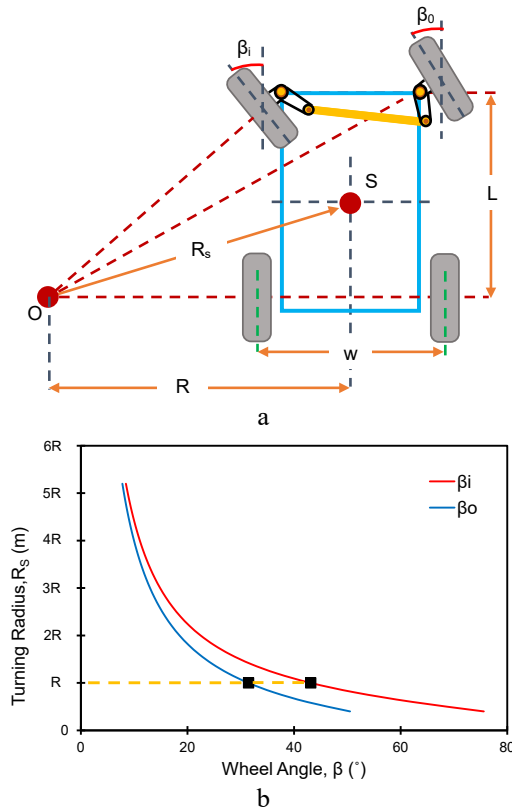 βi
β0
S
L
Rs
O
w
R
a
6R
5R
4R
3R
2R
R
0
βi
βo
Turning Radius,RS (m)
0 20 40 60 80 100
Wheel Angle, β (˚)
b